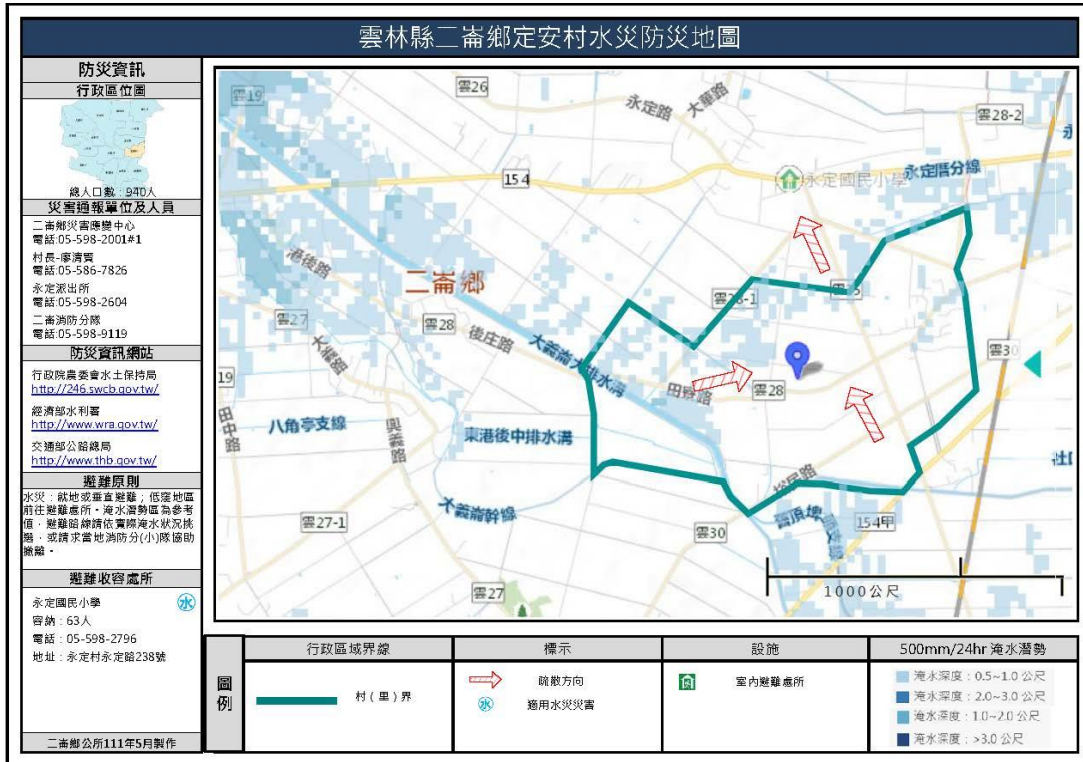 雲林縣二崙鄉定安村水災防災地圖
防災資訊
行政區位圖
總人口數：940人
災害通報單位及人員
二崙鄉災害應變中心
電話:05-598-2001#1
電話:05-586-7826
永定派出所
電話:05-598-2604
二崙消防分隊
電話:05-598-9119
防災資訊網站
行政院農委會水土保持局
http://246.swcb.gov.tw/
經濟部水利署
http://www.wra.gov.tw/
交通部公路總局
http://www.thb.gov.tw/
避難原則
水災：就地或垂直避難；低窪地區
前往避難處所。淹水潛勢區為參考
值，避難路線請依實際淹水狀況挑
選，或請求當地消防分(小)隊協助
撤離。
避難收容處所
永定國民小學
水
容納：63人
電話：05-598-2796
地址：永定村永定路238號
二崙鄉公所111年5月製作
雲19
雲26
永定路
大華路
雲28-2
永
154
永定國民小學
永定厝分線
港後路
二崙鄉
雲28-1
雲25
雲27
雲28
後庄路
大義崙大排水溝
雲30
大義路
田寮路
雲28
19
田中路
八角亭支線
興義路
東港後中排水溝
裕民路
社口
大義崙幹線
雲27-1
雲30
154甲
舊頂埤
雲27
1000公尺
圖例
行政區域界線
村（里）界
標示
疏散方向
水
適用水災災害
設施
室內避難處所
500mm/24hr 淹水潛勢
淹水深度：0.5~1.0 公尺
淹水深度：2.0~3.0 公尺
淹水深度：1.0~2.0 公尺
淹水深度：>3.0 公尺